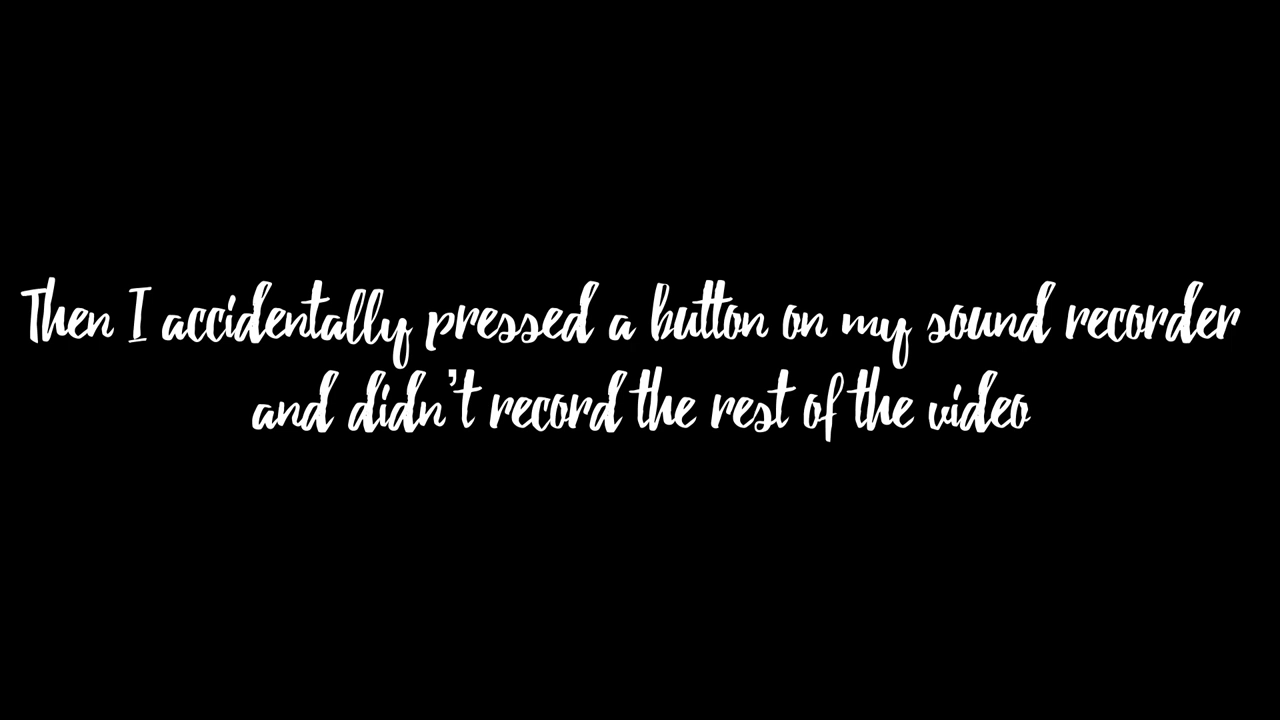 Then I accidentally pressed a button on my sound recorder
and didn't record the rest of the video